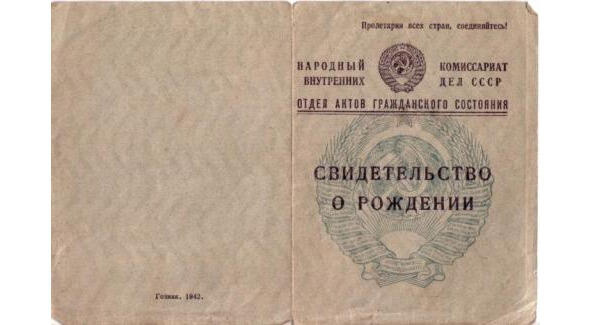 Пролетарии всех стран, соединяйтесь!
НАРОДНЫЙ КОМИССАРИАТ
ВНУТРЕННИХ ДЕЛ СССР
ОТДЕЛ АКТОВ ГРАЖДАНСКОГО СОСТОЯНИЯ
СВИДЕТЕЛЬСТВО
О РОЖДЕНИИ
Гознак. 1942.